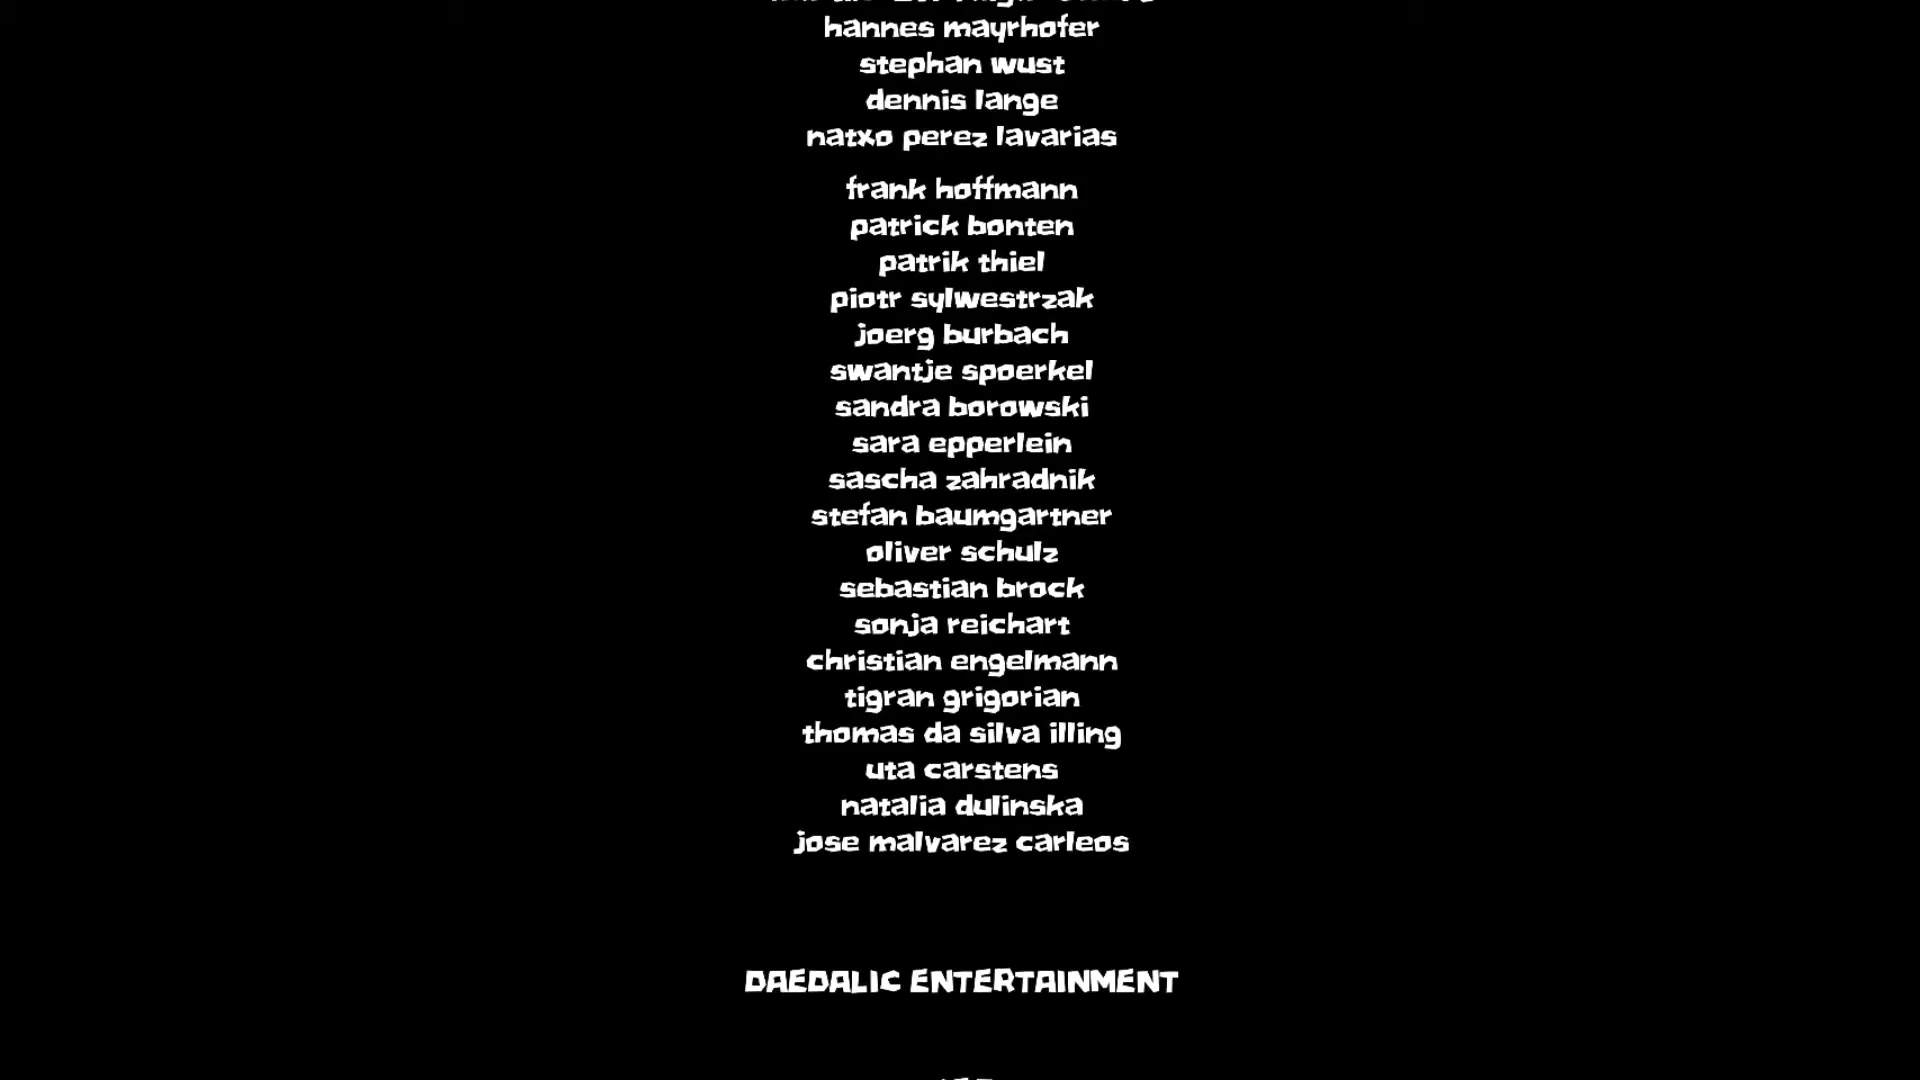 hannes mayrhofer
stephan wust
dennis lange
natxo perez lavarias
frank hoffmann
patrick bonten
patrik thiel
piotr sylwestrzak
joerg burbach
swantje spoerkel
sandra borowski
sara epperlein
sascha zahradnik
stefan baumgartner
oliver schulz
sebastian brock
sonja reichart
christian engelmann
tigran grigorian
thomas da silva illing
uta carstens
natalia dulinska
jose malvarez carleos
DAEDALIC ENTERTAINMENT